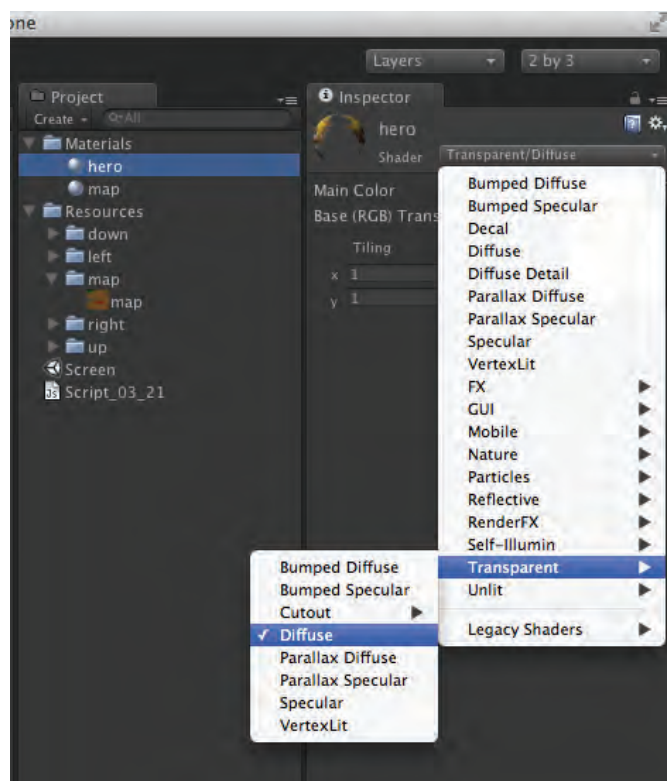 one
Layers
2 by 3
Project
Create
All
Materials
hero
map
Resources
down
left
map
map
right
up
Screen
Script_03_21
Inspector
hero
Shader Transparent/Diffuse
Main Color
Base (RGB) Trans
Tiling
x 1
y 1
Bumped Diffuse
Bumped Specular
Decal
Diffuse
Diffuse Detail
Parallax Diffuse
Parallax Specular
Specular
VertexLit
FX
GUI
Mobile
Nature
Particles
Reflective
RenderFX
Self-Illumin
Transparent
Unlit
Legacy Shaders
Bumped Diffuse
Bumped Specular
Cutout
✓ Diffuse
Parallax Diffuse
Parallax Specular
Specular
VertexLit